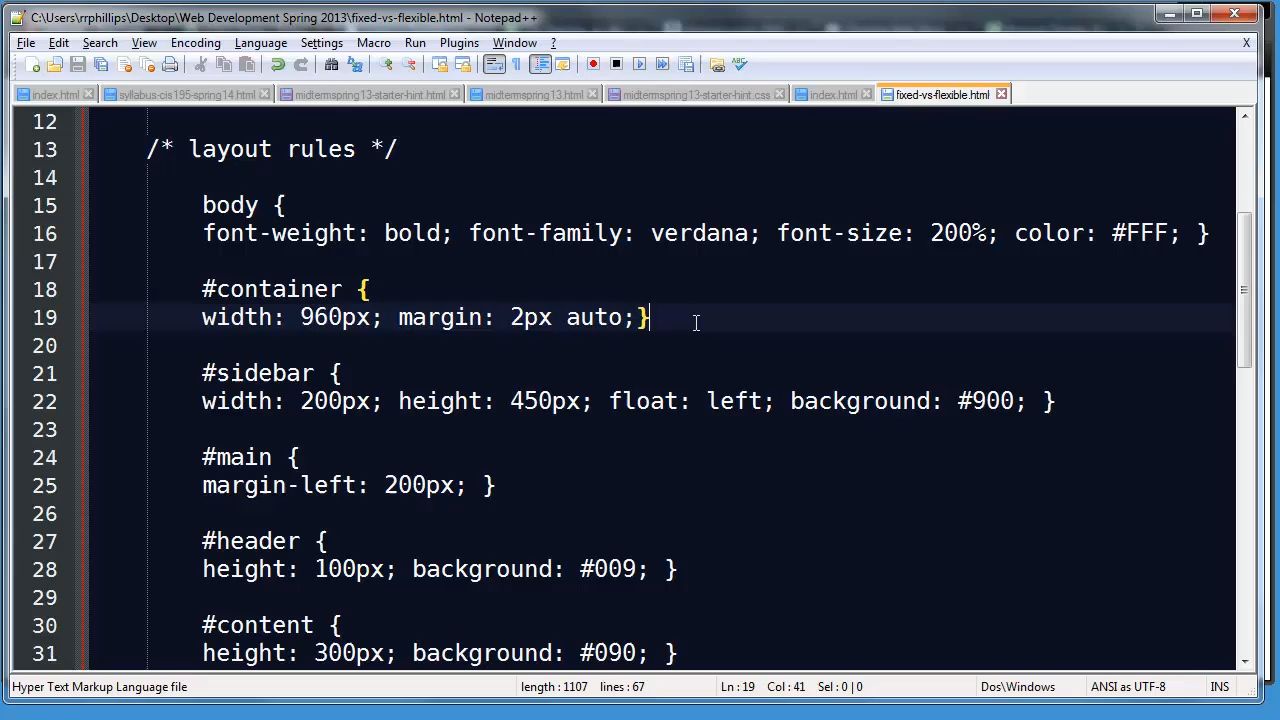 C:\Users\rrphillips\Desktop\Web Development Spring 2013\fixed-vs-flexible.html - Notepad++
File Edit Search View Encoding Language Settings Macro Run Plugins Window ? X
index.html syllabus-cis195-spring14.html midtermspring13-starter-hint.html midtermspring13.html midtermspring13-starter-hint.css index.html fixed-vs-flexible.html
12
13 /* layout rules */
14
15 body {
16 font-weight: bold; font-family: verdana; font-size: 200%; color: #FFF; }
17
18 #container {
19 width: 960px; margin: 2px auto;}
20
21 #sidebar {
22 width: 200px; height: 450px; float: left; background: #900; }
23
24 #main {
25 margin-left: 200px; }
26
27 #header {
28 height: 100px; background: #009; }
29
30 #content {
31 height: 300px; background: #090; }
Hyper Text Markup Language file length : 1107 lines : 67 Ln : 19 Col : 41 Sel : 0 | 0 Dos\Windows ANSI as UTF-8 INS